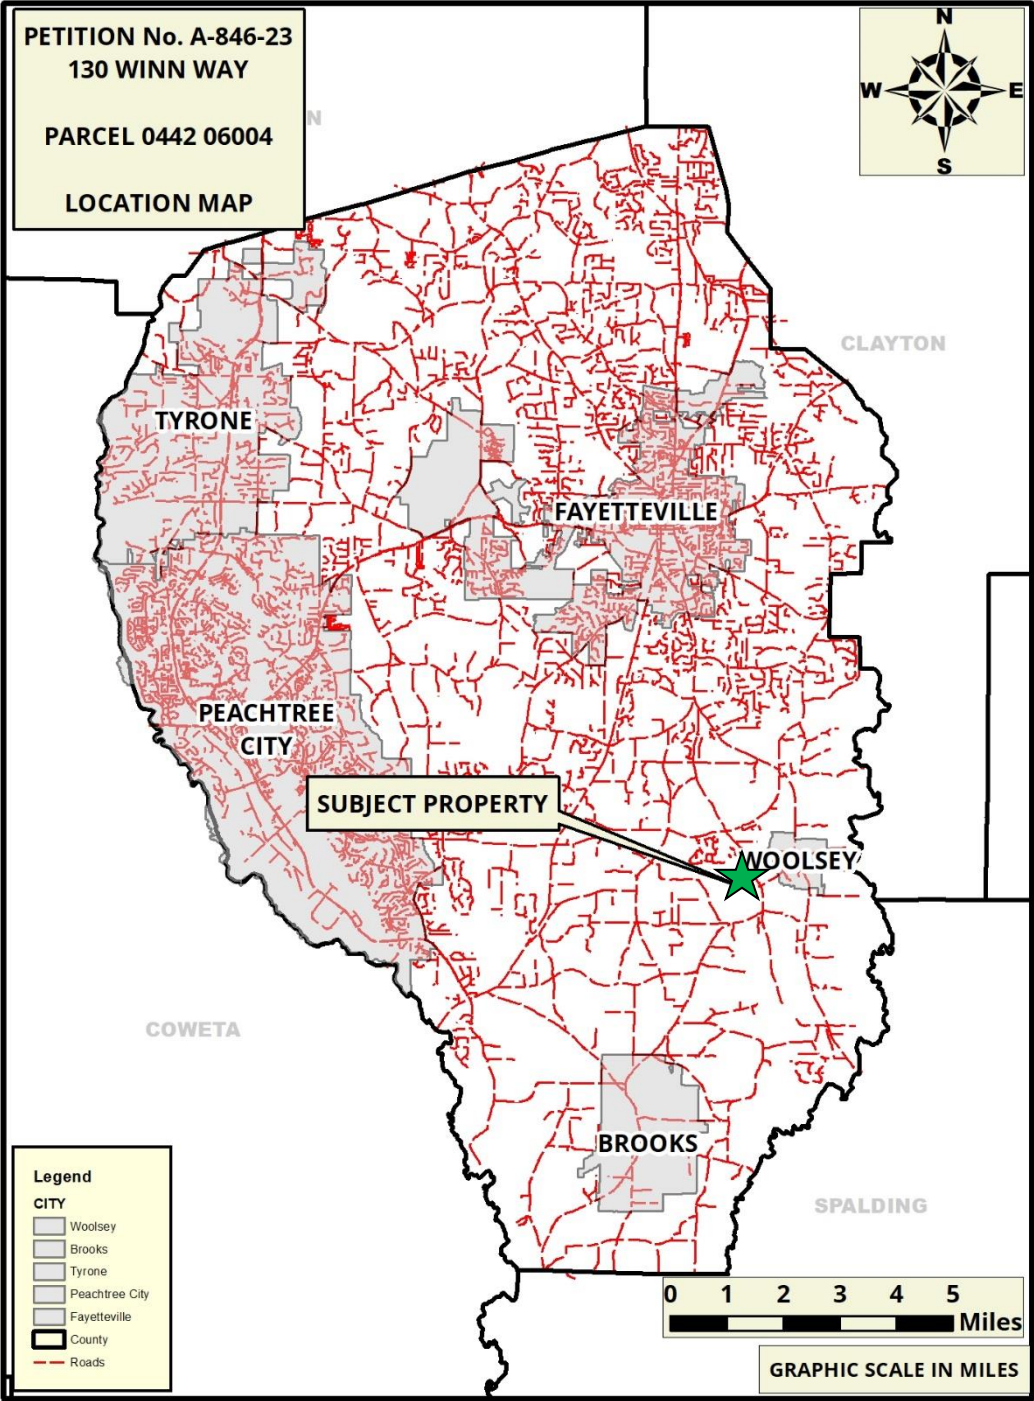 PETITION No. A-846-23
130 WINN WAY
PARCEL 0442 06004
LOCATION MAP
N
N
W
E
S
CLAYTON
TYRONE
FAYETTEVILLE
PEACHTREE
CITY
SUBJECT PROPERTY
WOOLSEY
COWETA
BROOKS
SPALDING
Legend
CITY
Woolsey
Brooks
Tyrone
Peachtree City
Fayetteville
County
Roads
0 1 2 3 4 5
Miles
GRAPHIC SCALE IN MILES